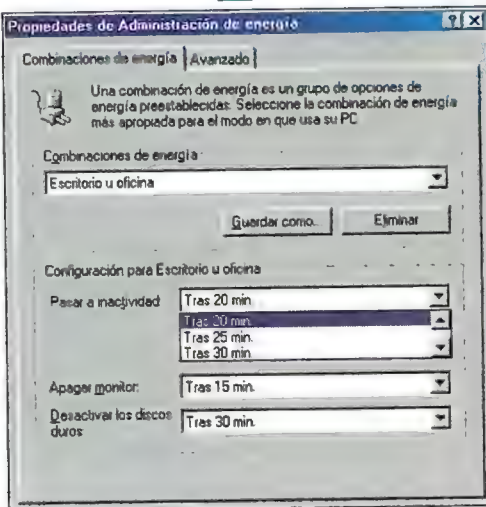 Propiedades de Administración de energía
Combinaciones de energía
Avanzado
Una combinación de energía es un grupo de opciones de
energía preestablecidas. Seleccione la combinación de energía
más apropiada para el modo en que usa su PC
Combinaciones de energía
Escritorio u oficina
Guardar como..
Eliminar
Configuración para Escritorio u oficina
Pasar a inactividad:
Tras 20 min.
Tras 20 min.
Tras 25 min.
Tras 30 min.
Apagar monitor:
Tras 15 min.
Desactivar los discos
duros
Tras 30 min.